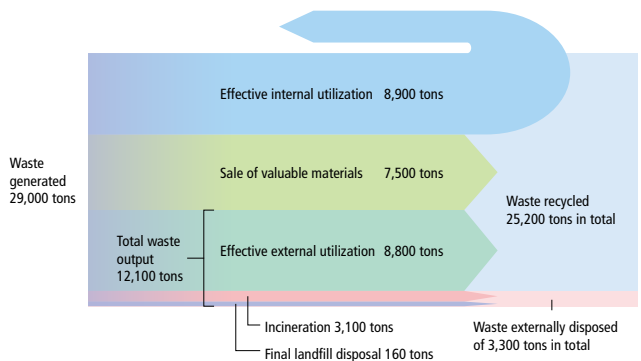 Effective internal utilization 8,900 tons
Waste
generated
29,000 tons
Sale of valuable materials 7,500 tons
Waste recycled
25,200 tons in total
Total waste
output
12,100 tons
Effective external utilization 8,800 tons
Incineration 3,100 tons
Final landfill disposal 160 tons
Waste externally disposed
of 3,300 tons in total